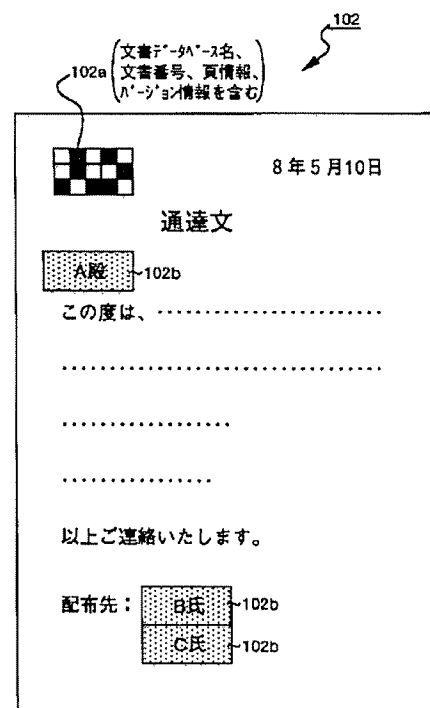 102
102a
文書データベース名、
文書番号、頁情報、
バージョン情報を含む
8年5月10日
通達文
A殿 102b
この度は、・・・・・・・・・・・・・・・・・・・・・・
・・・・・・・・・・・・・・・・・・・・・・・・・・・・・・・・
・・・・・・・・・・・・・・・・・
・・・・・・・・・・・・・・・
以上ご連絡いたします。
配布先： B氏 102b
C氏 102b